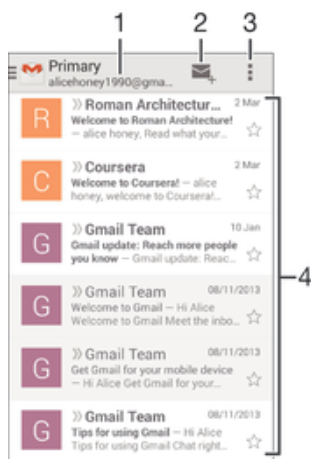 1 2 3
Primary
alicehoney1990@gma...
Roman Architectur... 2 Mar
Welcome to Roman Architecture!
– alice honey, Read what your...
R
Coursera 2 Mar
Welcome to Coursera! – alice
honey, welcome to Coursera!...
C
Gmail Team 10 Jan
Gmail update: Reach more people
you know – Gmail update: Reac...
G
4
Gmail Team 08/11/2013
Welcome to Gmail – Hi Alice
Welcome to Gmail Meet the inbo...
G
Gmail Team 08/11/2013
Get Gmail for your mobile device
– Hi Alice Get Gmail for your...
G
Gmail Team 08/11/2013
Tips for using Gmail – Hi Alice
Tips for using Gmail Chat right...
G